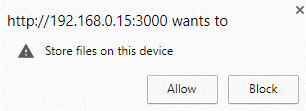 http://192.168.0.15:3000 wants to
Store files on this device
Allow
Block